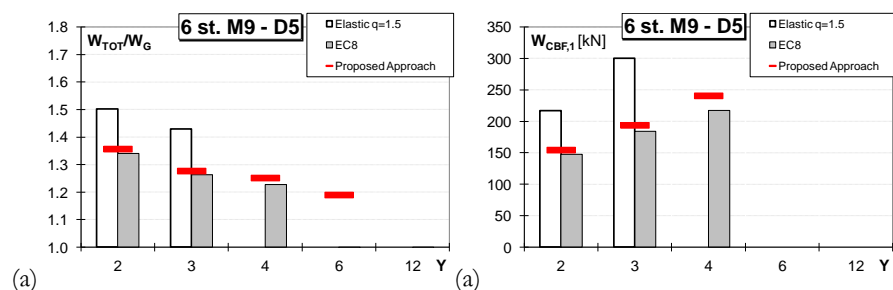 6 st. M9 - D5
W_TOT/W_G
Elastic q=1.5
EC8
Proposed Approach
1.8
1.7
1.6
1.5
1.4
1.3
1.2
1.1
1.0
2 3 4 6 12 Y
(a)
6 st. M9 - D5
W_CBF,1 [kN]
Elastic q=1.5
EC8
Proposed Approach
350
300
250
200
150
100
50
0
2 3 4 6 12 Y
(a)